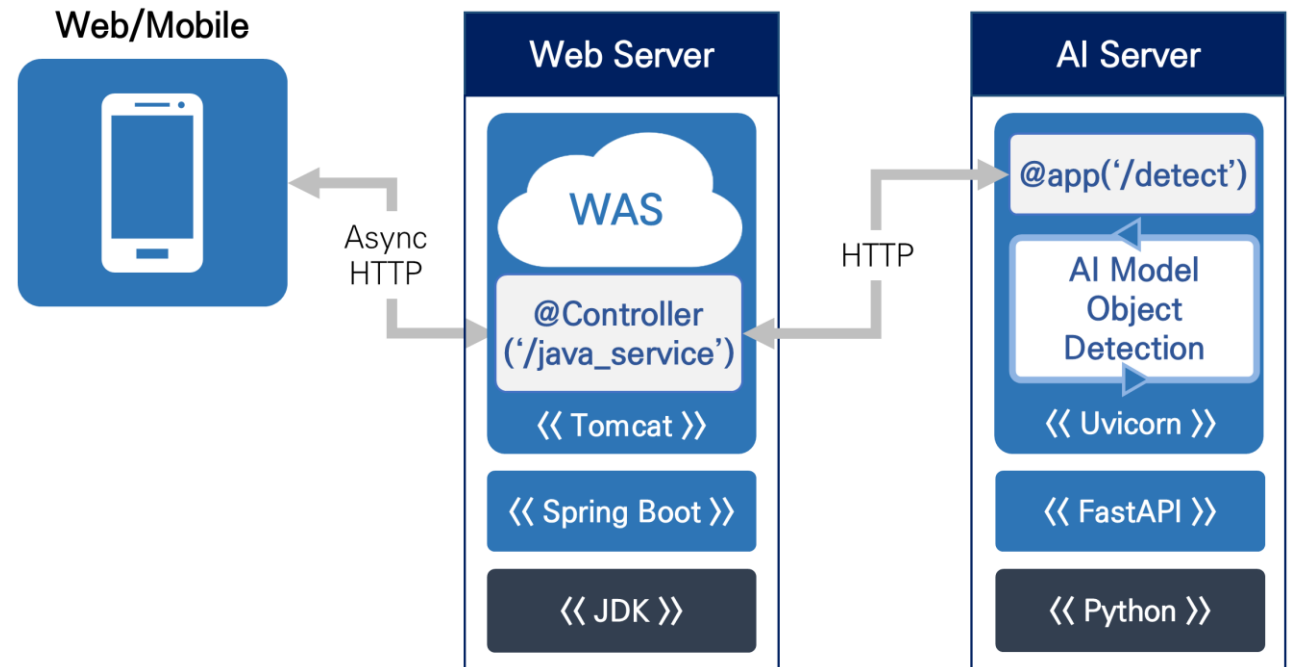 Web/Mobile
Async
HTTP
Web Server
WAS
@Controller
(‘/java_service’)
⟪ Tomcat ⟫
⟪ Spring Boot ⟫
⟪ JDK ⟫
HTTP
AI Server
@app(‘/detect’)
AI Model
Object
Detection
⟪ Uvicorn ⟫
⟪ FastAPI ⟫
⟪ Python ⟫